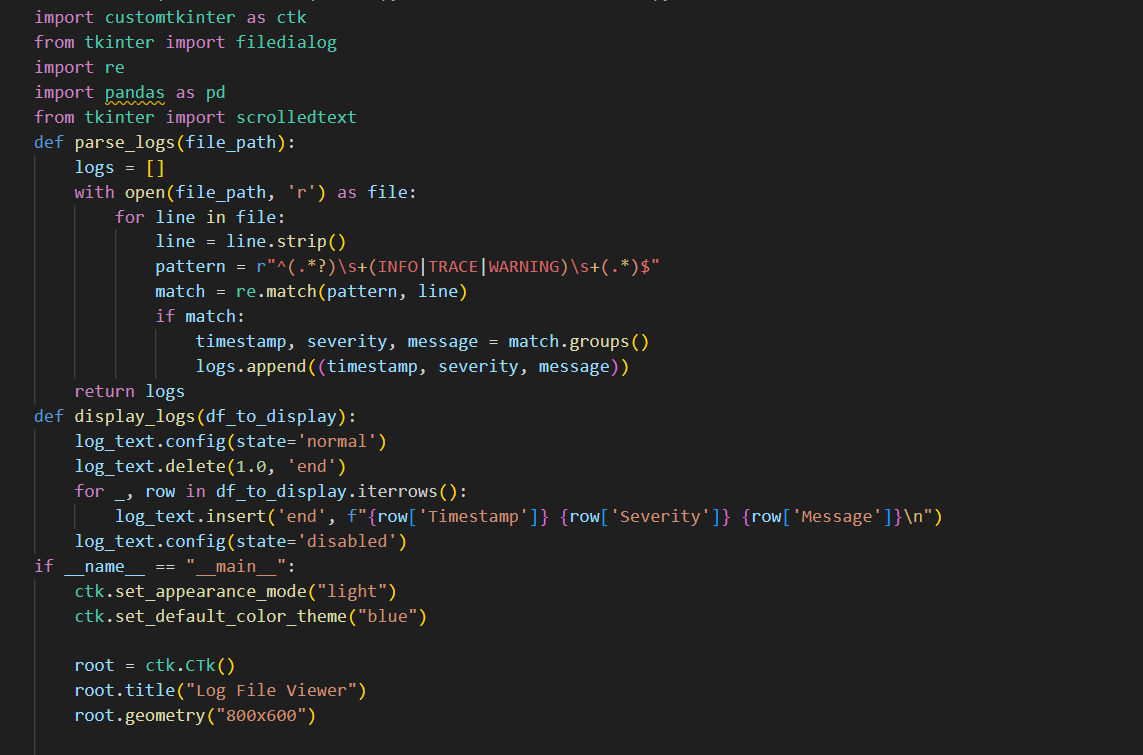 import customtkinter as ctk
from tkinter import filedialog
import re
import pandas as pd
from tkinter import scrolledtext
def parse_logs(file_path):
    logs = []
    with open(file_path, 'r') as file:
        for line in file:
            line = line.strip()
            pattern = r"^(.*?)\s+(INFO|TRACE|WARNING)\s+(.*)$"
            match = re.match(pattern, line)
            if match:
                timestamp, severity, message = match.groups()
                logs.append((timestamp, severity, message))
    return logs
def display_logs(df_to_display):
    log_text.config(state='normal')
    log_text.delete(1.0, 'end')
    for _, row in df_to_display.iterrows():
        log_text.insert('end', f"{row['Timestamp']} {row['Severity']} {row['Message']}\n")
    log_text.config(state='disabled')
if __name__ == "__main__":
    ctk.set_appearance_mode("light")
    ctk.set_default_color_theme("blue")
    root = ctk.CTk()
    root.title("Log File Viewer")
    root.geometry("800x600")